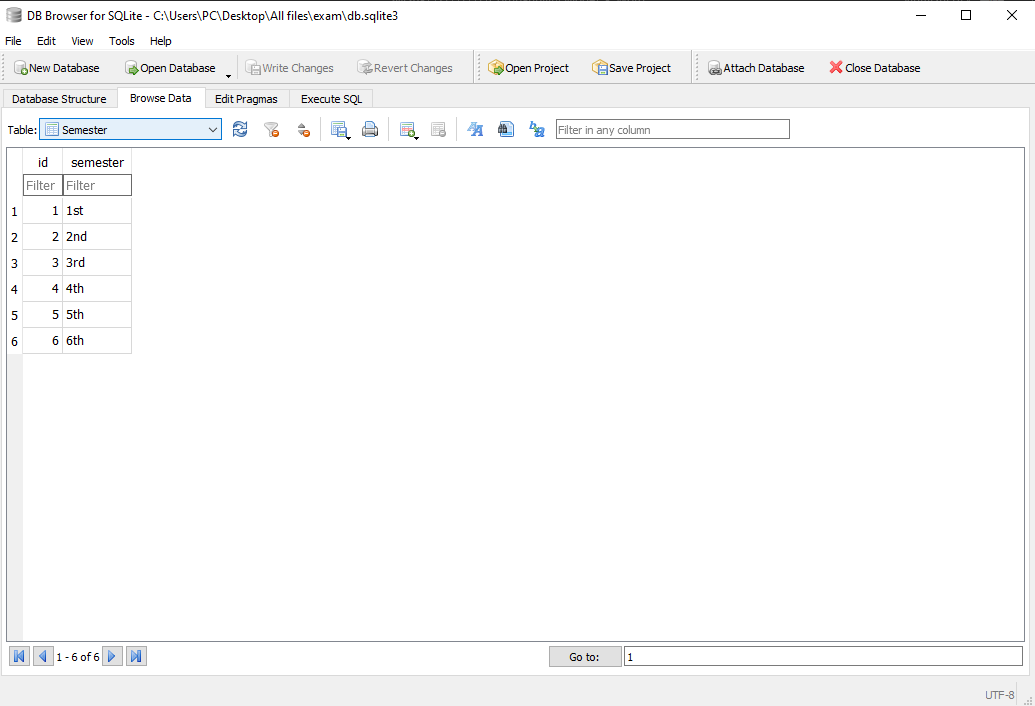 DB Browser for SQLite - C:\Users\PC\Desktop\All files\exam\db.sqlite3
File Edit View Tools Help
New Database Open Database Write Changes Revert Changes Open Project Save Project Attach Database Close Database
Database Structure Browse Data Edit Pragmas Execute SQL
Table: Semester Filter in any column
id semester
Filter Filter
1 1 1st
2 2 2nd
3 3 3rd
4 4 4th
5 5 5th
6 6 6th
1 - 6 of 6 Go to: 1
UTF-8